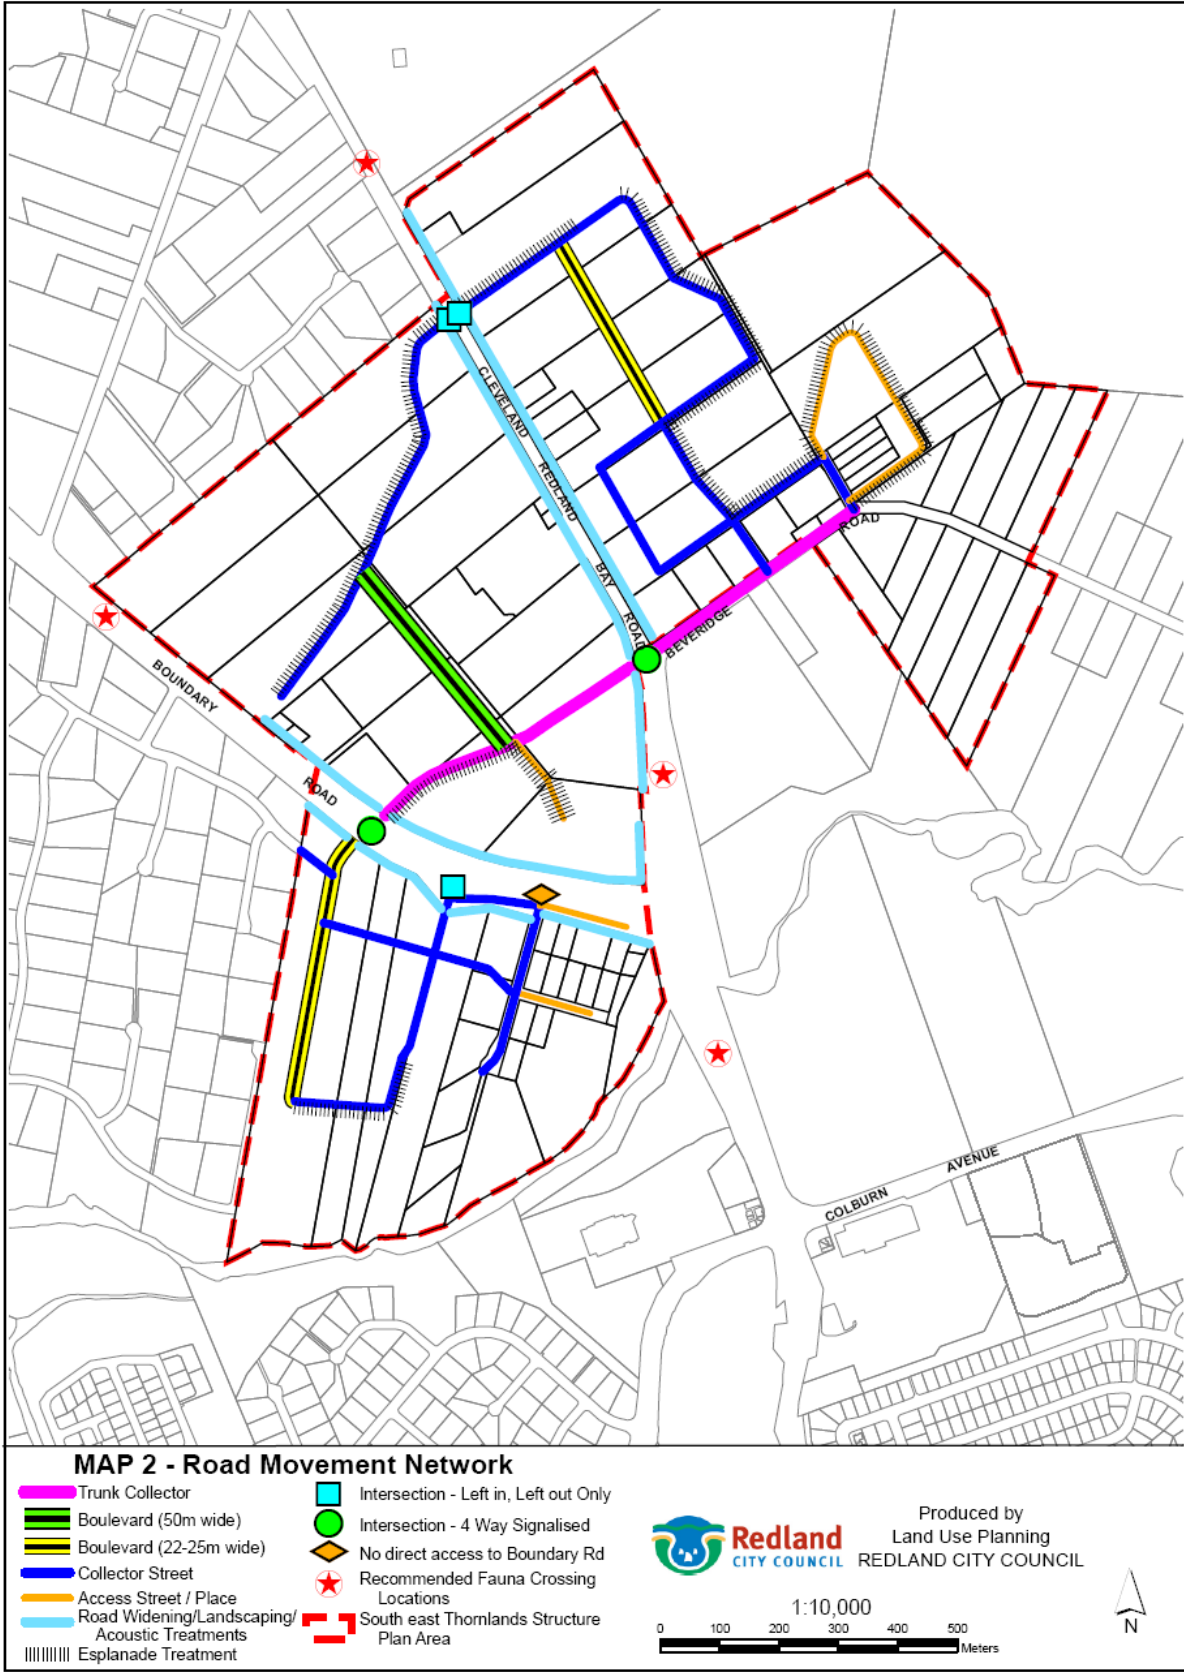 CLEVELAND
REDLAND
BAY
ROAD
ROAD
BEVERIDGE
BOUNDARY
ROAD
AVENUE
COLBURN
MAP 2 - Road Movement Network
Trunk Collector
Boulevard (50m wide)
Boulevard (22-25m wide)
Collector Street
Access Street / Place
Road Widening/Landscaping/
Acoustic Treatments
Esplanade Treatment
Intersection - Left in, Left out Only
Intersection - 4 Way Signalised
No direct access to Boundary Rd
Recommended Fauna Crossing
Locations
South east Thornlands Structure
Plan Area
Redland
CITY COUNCIL
Produced by
Land Use Planning
REDLAND CITY COUNCIL
1:10,000
0 100 200 300 400 500
Meters
N